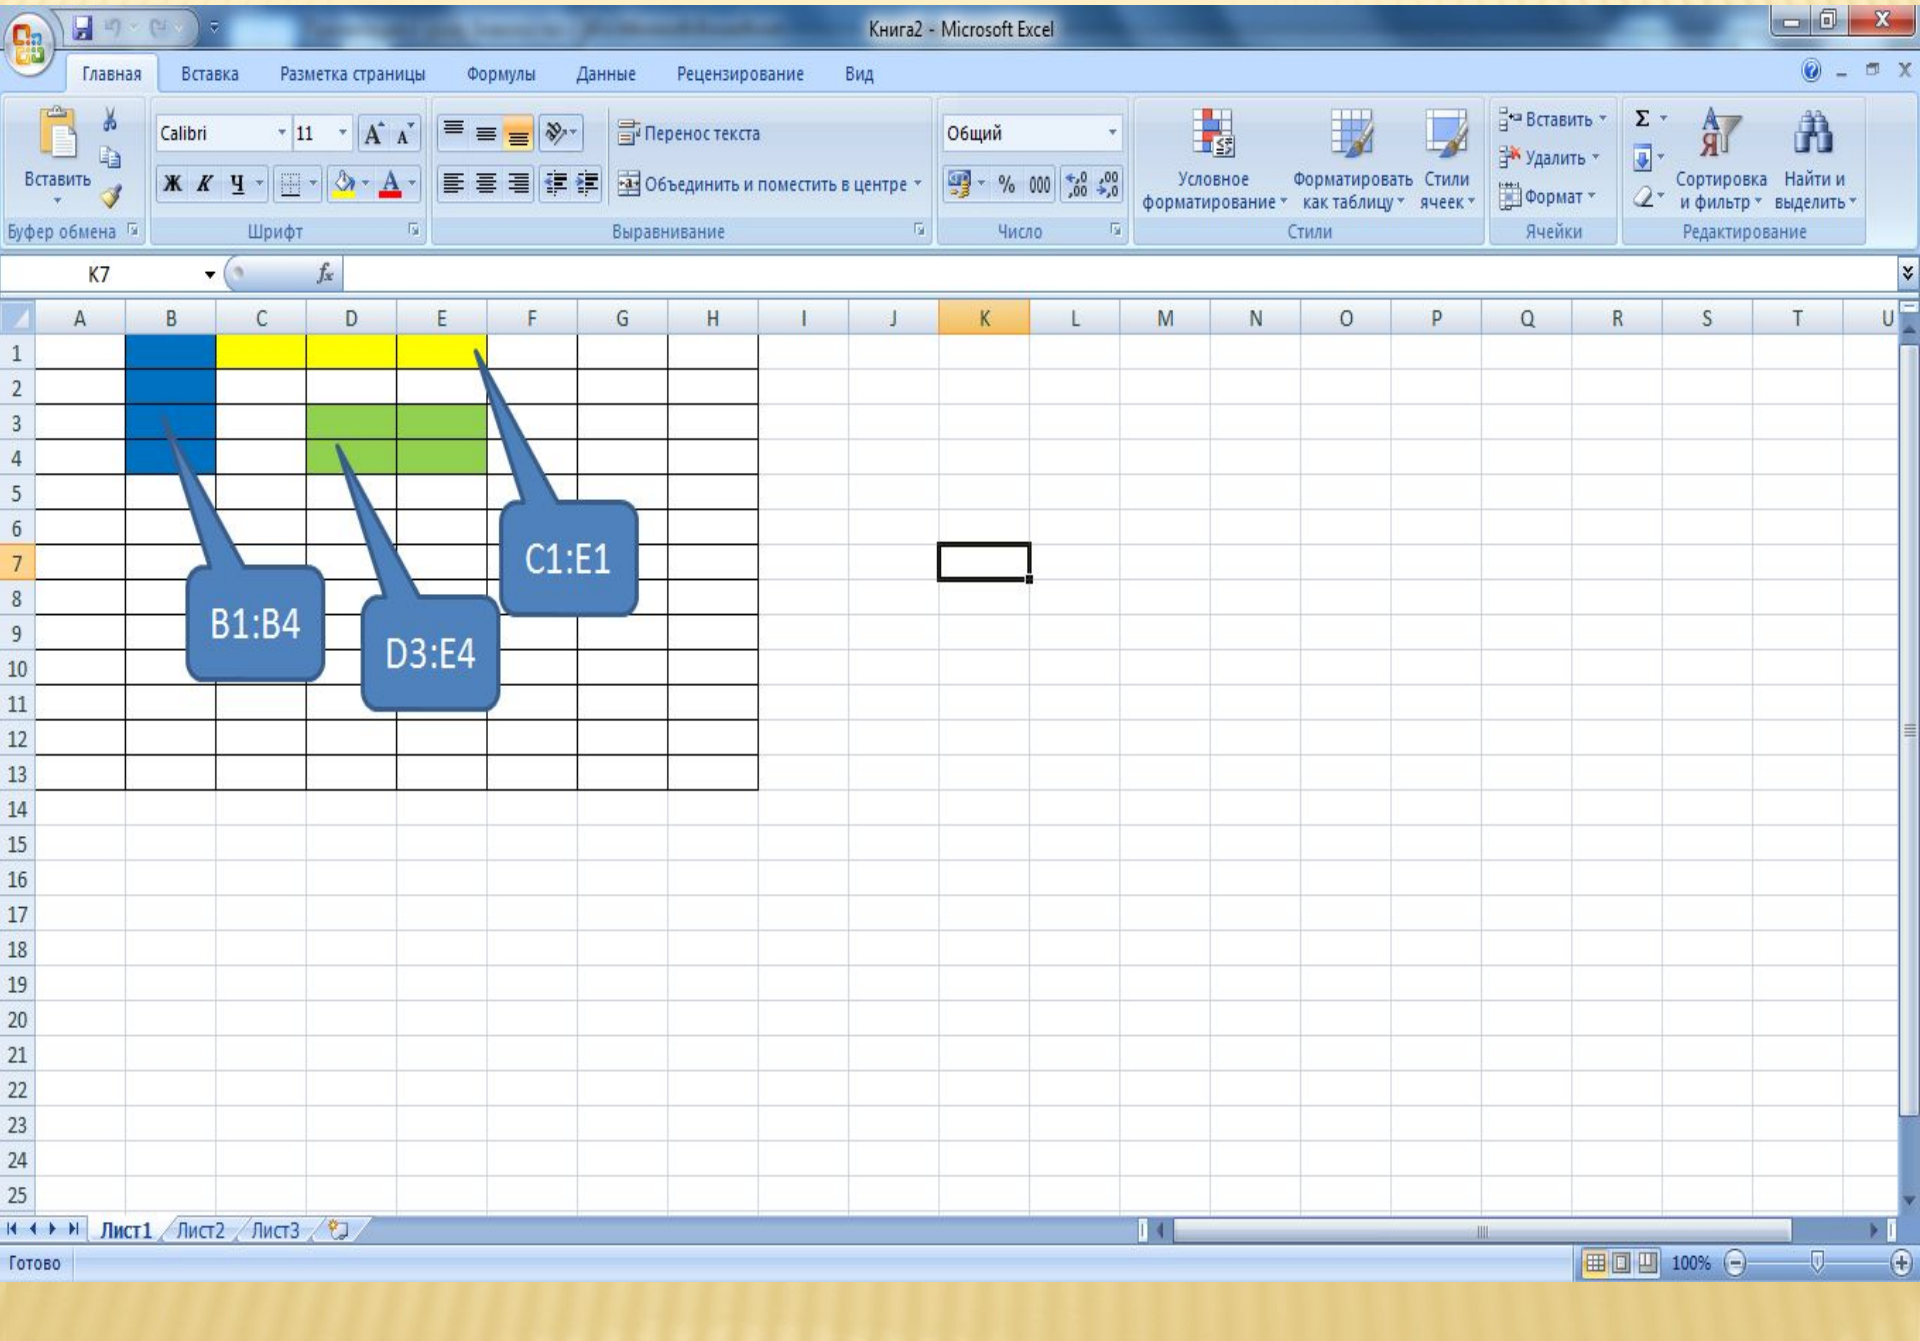 Книга2 - Microsoft Excel
Главная Вставка Разметка страницы Формулы Данные Рецензирование Вид
Calibri 11 Перенос текста Общий Вставить
Вставить Ж К Ч Объединить и поместить в центре % 000 Условное форматирование Форматировать как таблицу Стили ячеек Удалить Формат Сортировка и фильтр Найти и выделить
Буфер обмена Шрифт Выравнивание Число Стили Ячейки Редактирование
K7 fx
A B C D E F G H I J K L M N O P Q R S T U
1
2
3
4
5
6
7
8
9
10
11
12
13
14
15
16
17
18
19
20
21
22
23
24
25
C1:E1
B1:B4
D3:E4
Лист1 Лист2 Лист3
Готово 100%